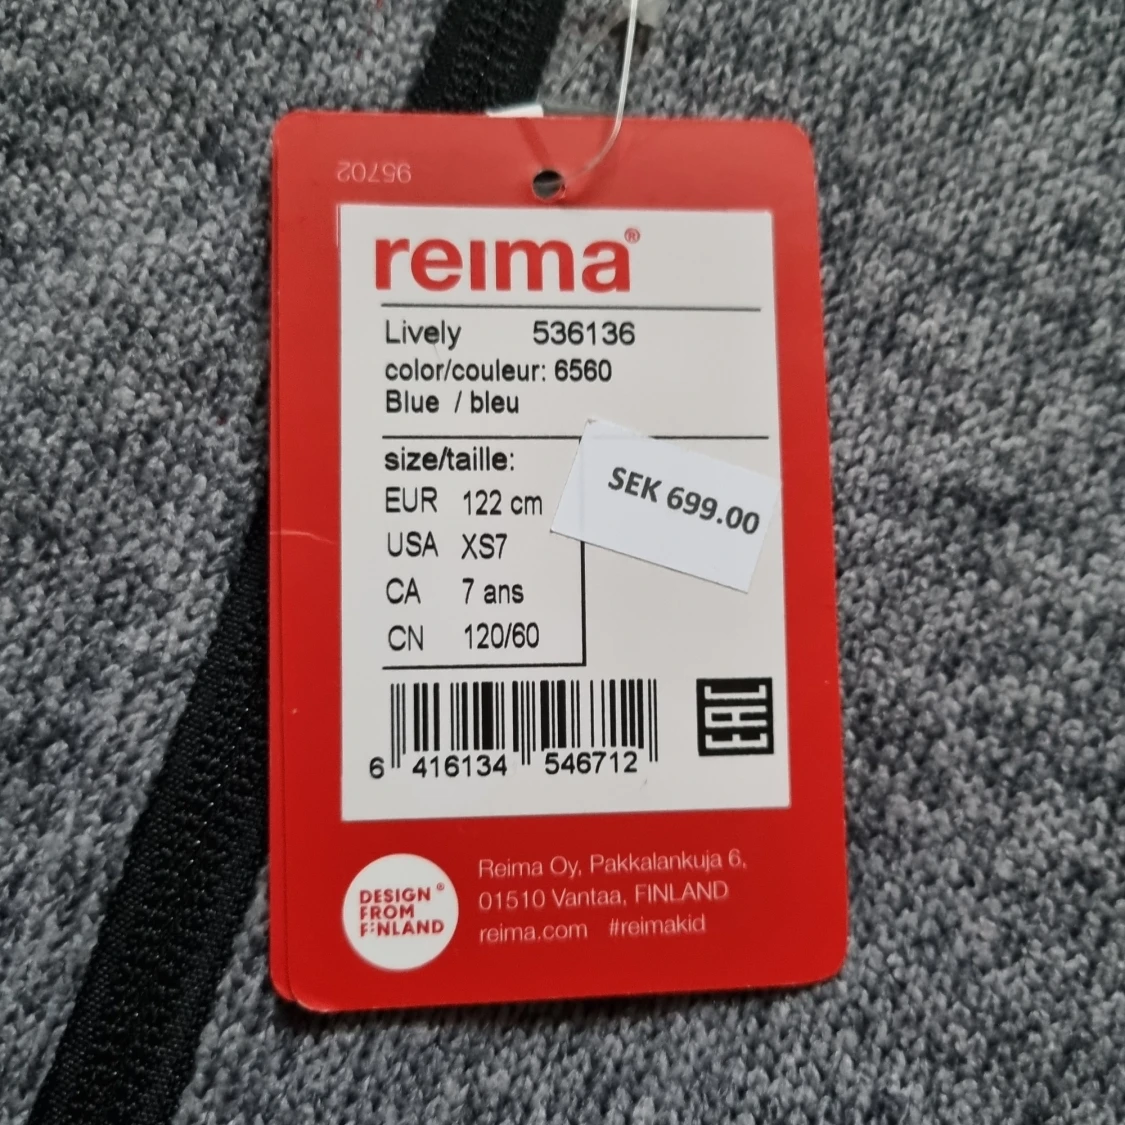 95702
reima®
Lively 536136
color/couleur: 6560
Blue / bleu
size/taille:
EUR 122 cm
USA XS7
CA 7 ans
CN 120/60
SEK 699.00
6 416134 546712
EAC
DESIGN ®
FROM
FINLAND
Reima Oy, Pakkalankuja 6,
01510 Vantaa, FINLAND
reima.com #reimakid